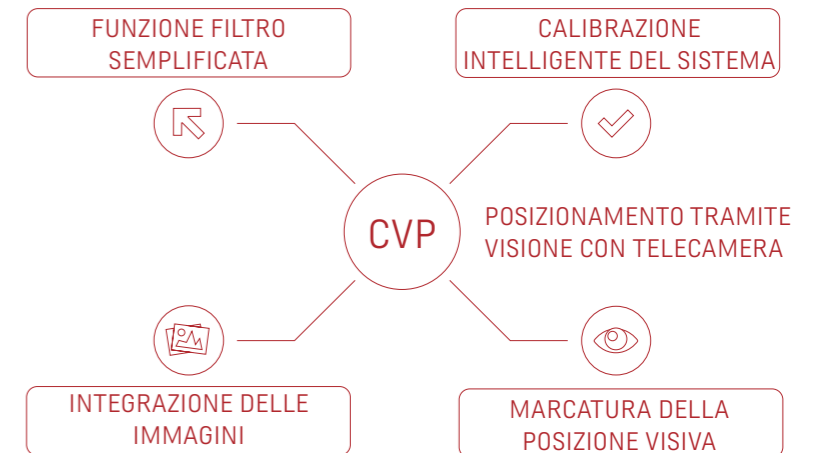 FUNZIONE FILTRO
SEMPLIFICATA
CALIBRAZIONE
INTELLIGENTE DEL SISTEMA
CVP
POSIZIONAMENTO TRAMITE
VISIONE CON TELECAMERA
INTEGRAZIONE DELLE
IMMAGINI
MARCATURA DELLA
POSIZIONE VISIVA